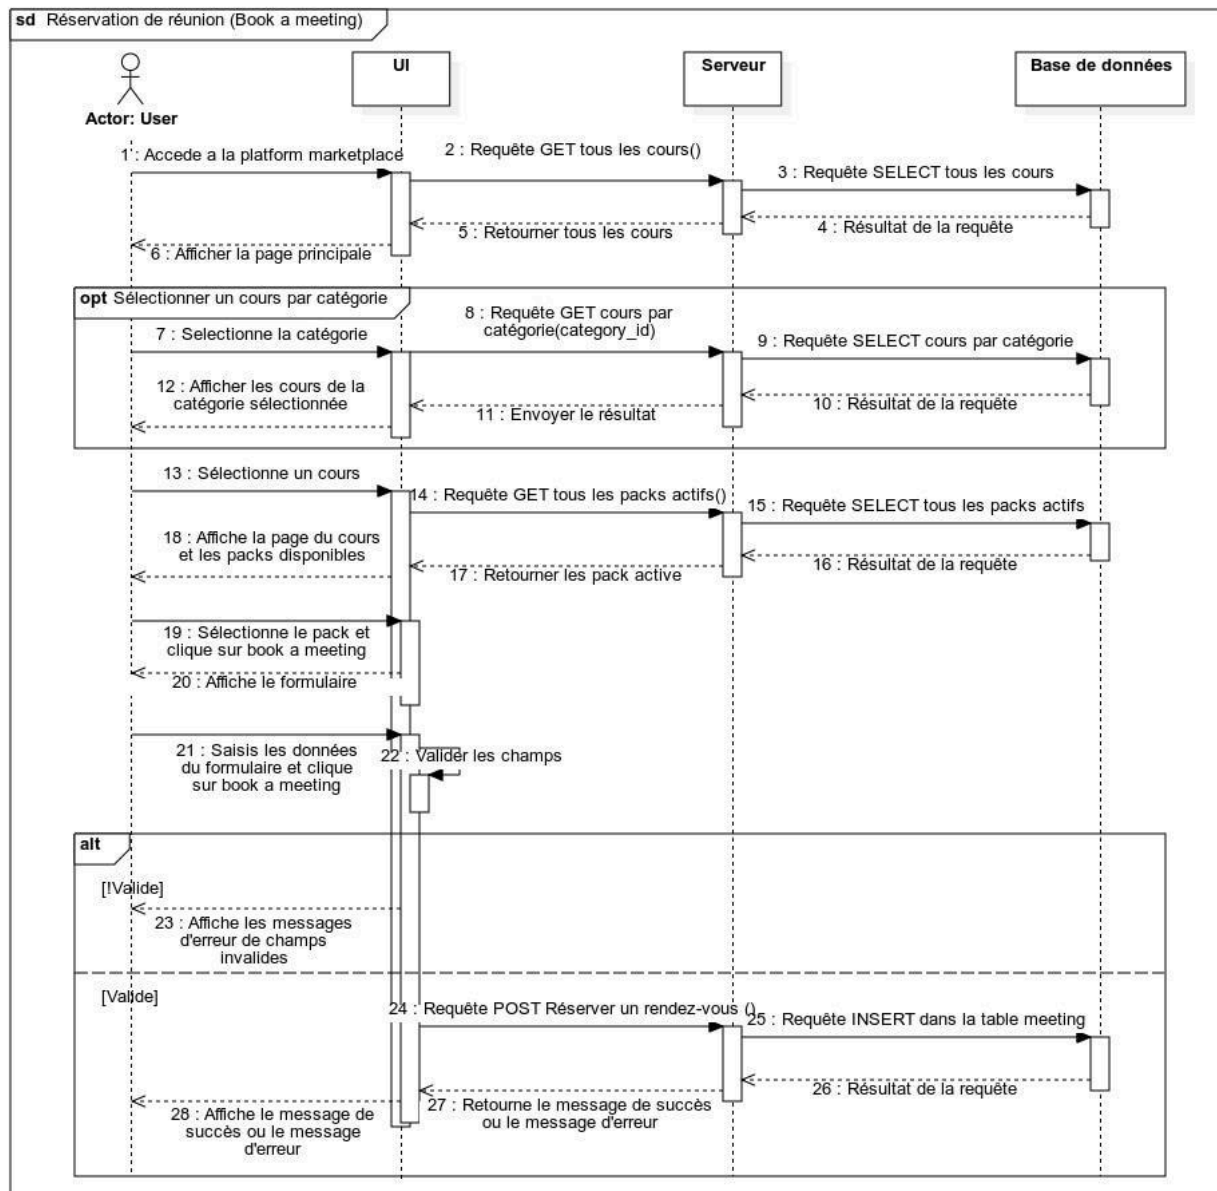 sd Réservation de réunion (Book a meeting)
UI
Serveur
Base de données
Actor: User
1 : Accede a la platform marketplace
2 : Requête GET tous les cours()
3 : Requête SELECT tous les cours
4 : Résultat de la requête
5 : Retourner tous les cours
6 : Afficher la page principale
opt Sélectionner un cours par catégorie
7 : Selectionne la catégorie
8 : Requête GET cours par
catégorie(category_id)
9 : Requête SELECT cours par catégorie
10 : Résultat de la requête
11 : Envoyer le résultat
12 : Afficher les cours de la
catégorie sélectionnée
13 : Sélectionne un cours
14 : Requête GET tous les packs actifs()
15 : Requête SELECT tous les packs actifs
16 : Résultat de la requête
17 : Retourner les pack active
18 : Affiche la page du cours
et les packs disponibles
19 : Sélectionne le pack et
clique sur book a meeting
20 : Affiche le formulaire
21 : Saisis les données
du formulaire et clique
sur book a meeting
22 : Valider les champs
alt
[!Valide]
23 : Affiche les messages
d'erreur de champs
invalides
[Valide]
24 : Requête POST Réserver un rendez-vous ()
25 : Requête INSERT dans la table meeting
26 : Résultat de la requête
27 : Retourne le message de succès
ou le message d'erreur
28 : Affiche le message de
succès ou le message
d'erreur